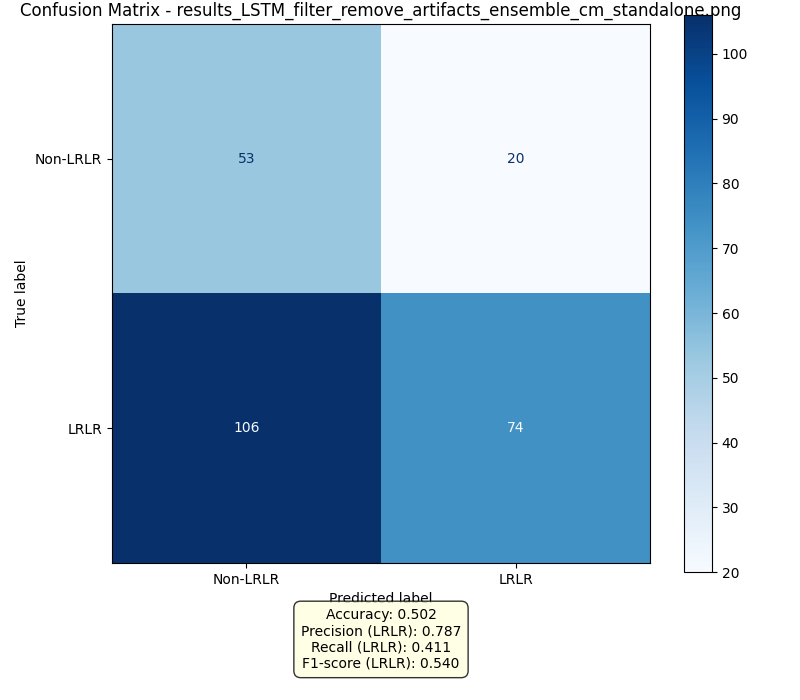 Confusion Matrix - results_LSTM_filter_remove_artifacts_ensemble_cm_standalone.png
True label
Non-LRLR
LRLR
53
20
106
74
Non-LRLR
LRLR
Predicted label
100
90
80
70
60
50
40
30
20
Accuracy: 0.502
Precision (LRLR): 0.787
Recall (LRLR): 0.411
F1-score (LRLR): 0.540